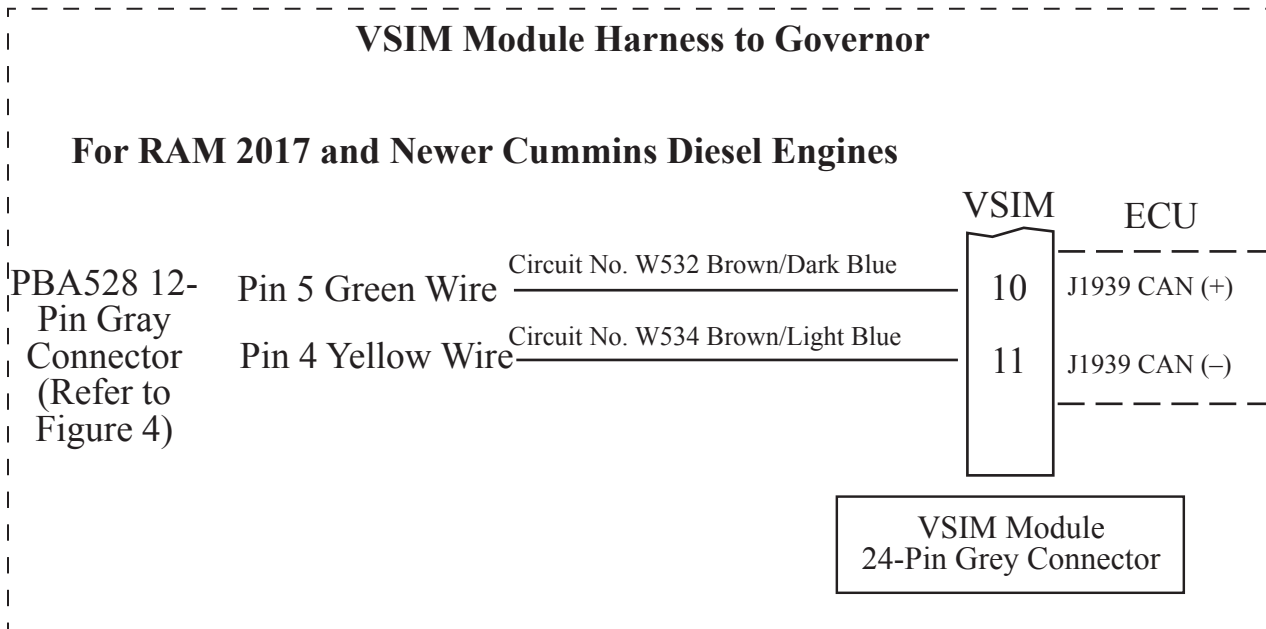 VSIM Module Harness to Governor
For RAM 2017 and Newer Cummins Diesel Engines
VSIM
ECU
PBA528 12-
Pin Gray
Connector
(Refer to
Figure 4)
Pin 5 Green Wire
Circuit No. W532 Brown/Dark Blue
10
J1939 CAN (+)
Pin 4 Yellow Wire
Circuit No. W534 Brown/Light Blue
11
J1939 CAN (–)
VSIM Module
24-Pin Grey Connector